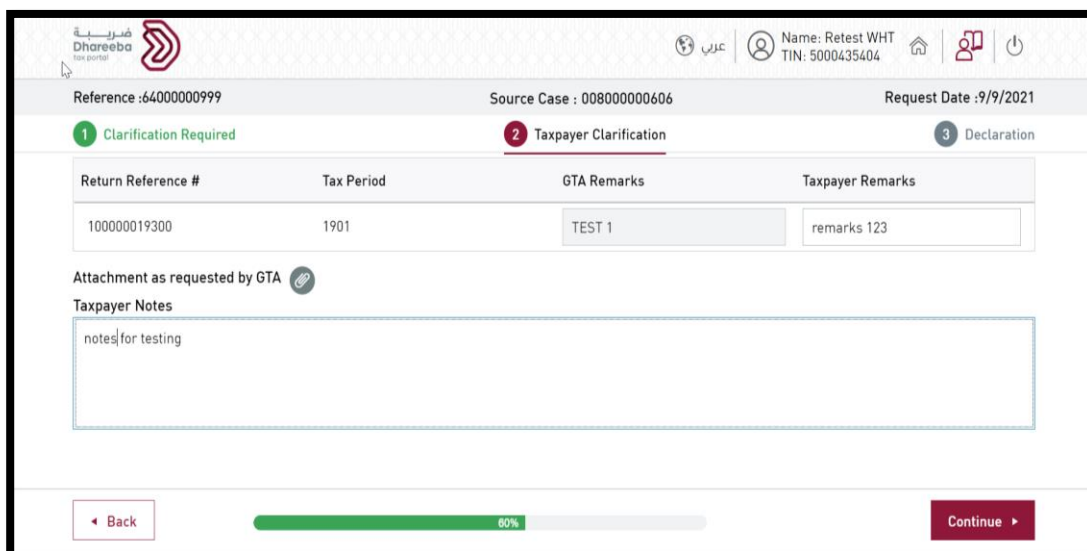 ضريبة
Dhareeba
tax portal
عربي
Name: Retest WHT
TIN: 5000435404
Reference :64000000999 Source Case : 008000000606 Request Date :9/9/2021
1 Clarification Required 2 Taxpayer Clarification 3 Declaration
Return Reference # Tax Period GTA Remarks Taxpayer Remarks
100000019300 1901 TEST 1 remarks 123
Attachment as requested by GTA
Taxpayer Notes
notes for testing
Back 60% Continue